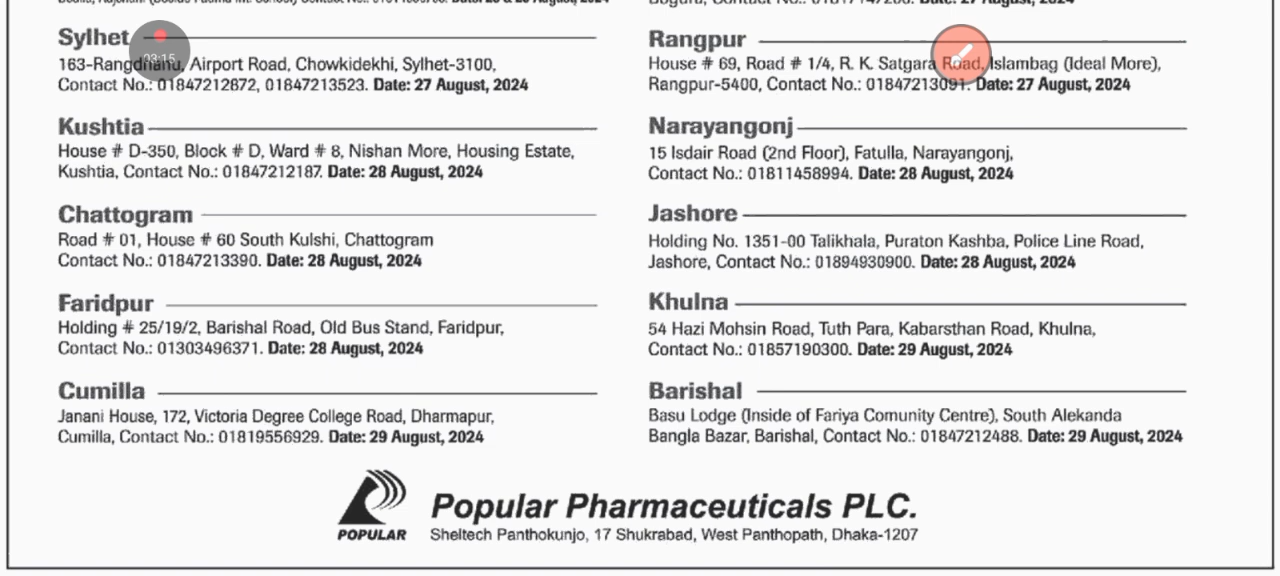 Sylhet
163-Rangdhanu, Airport Road, Chowkidekhi, Sylhet-3100,
Contact No.: 01847212872, 01847213523. Date: 27 August, 2024
Kushtia
House # D-350, Block # D, Ward # 8, Nishan More, Housing Estate,
Kushtia, Contact No.: 01847212187. Date: 28 August, 2024
Chattogram
Road # 01, House # 60 South Kulshi, Chattogram
Contact No.: 01847213390. Date: 28 August, 2024
Faridpur
Holding # 25/19/2, Barishal Road, Old Bus Stand, Faridpur,
Contact No.: 01303496371. Date: 28 August, 2024
Cumilla
Janani House, 172, Victoria Degree College Road, Dharmapur,
Cumilla, Contact No.: 01819556929. Date: 29 August, 2024
Date: 27 August, 2024
Rangpur
House # 69, Road # 1/4, R. K. Satgara Road, Islambag (Ideal More),
Rangpur-5400, Contact No.: 01847213091. Date: 27 August, 2024
Narayangonj
15 Isdair Road (2nd Floor), Fatulla, Narayangonj,
Contact No.: 01811458994. Date: 28 August, 2024
Jashore
Holding No. 1351-00 Talikhala, Puraton Kashba, Police Line Road,
Jashore, Contact No.: 01894930900. Date: 28 August, 2024
Khulna
54 Hazi Mohsin Road, Tuth Para, Kabarsthan Road, Khulna,
Contact No.: 01857190300. Date: 29 August, 2024
Barishal
Basu Lodge (Inside of Fariya Comunity Centre), South Alekanda
Bangla Bazar, Barishal, Contact No.: 01847212488. Date: 29 August, 2024
POPULAR
Popular Pharmaceuticals PLC.
Sheltech Panthokunjo, 17 Shukrabad, West Panthopath, Dhaka-1207
03:15